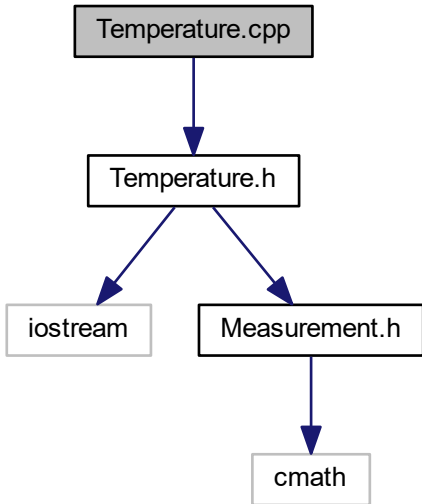 Temperature.cpp
Temperature.h
iostream
Measurement.h
cmath